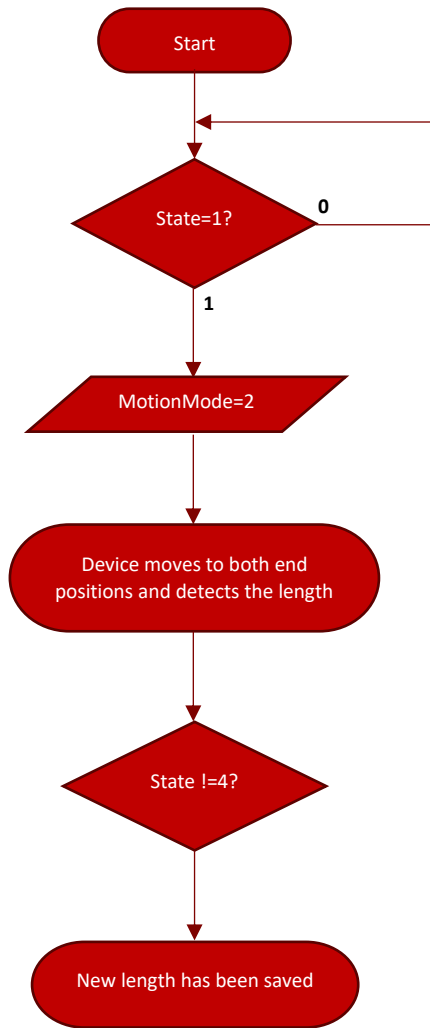 Start
State=1?
0
1
MotionMode=2
Device moves to both end
positions and detects the length
State !=4?
New length has been saved